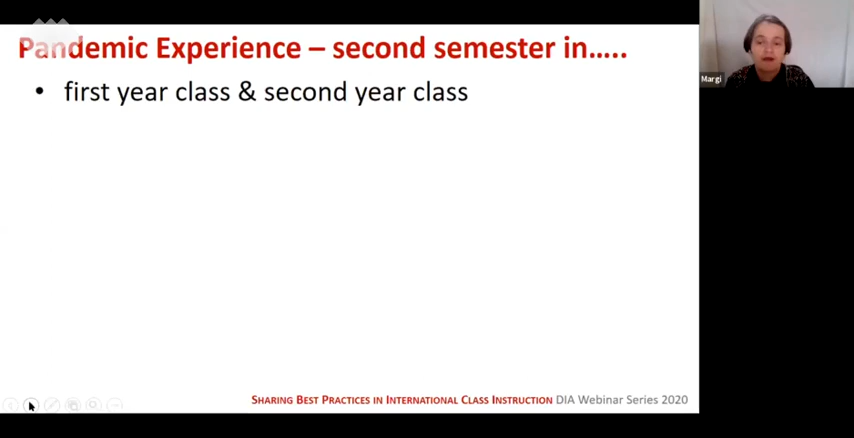 Pandemic Experience – second semester in…..
• first year class & second year class
Margi
SHARING BEST PRACTICES IN INTERNATIONAL CLASS INSTRUCTION DIA Webinar Series 2020